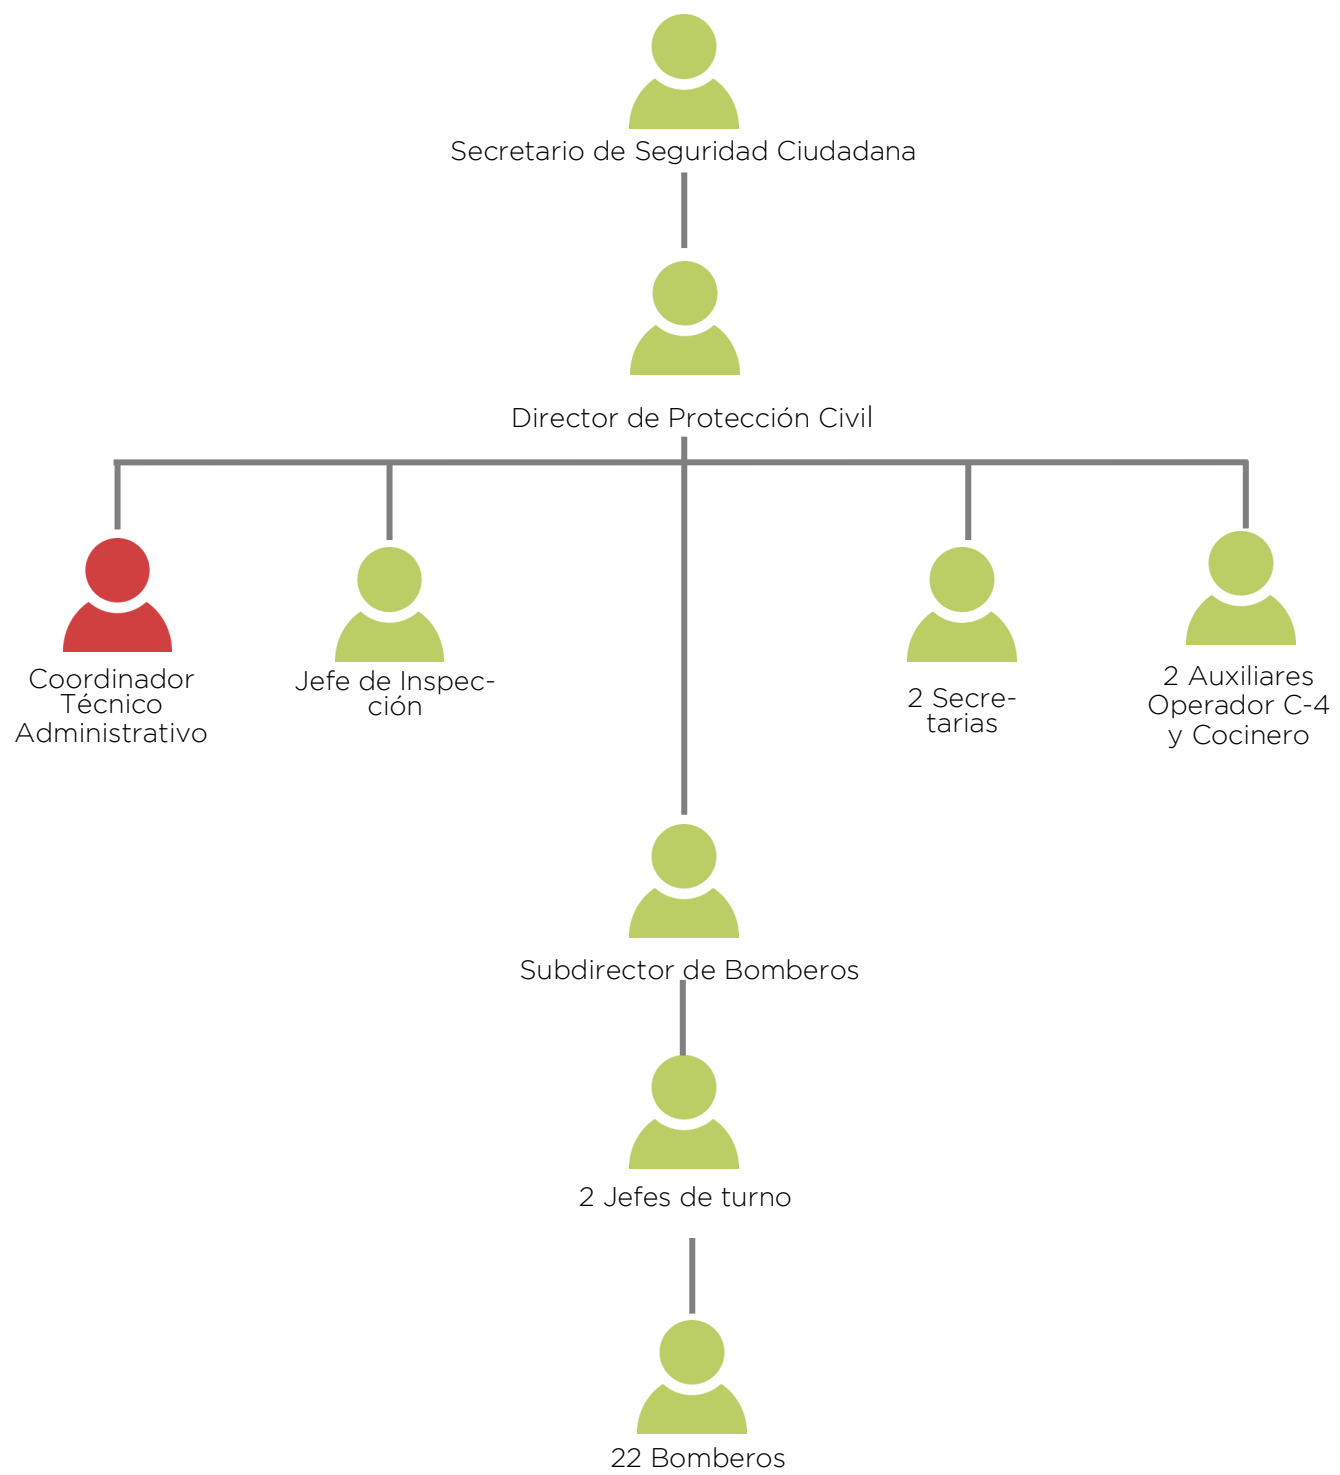 Secretario de Seguridad Ciudadana
Director de Protección Civil
Coordinador
Técnico
Administrativo
Jefe de Inspec-
ción
2 Secre-
tarias
2 Auxiliares
Operador C-4
y Cocinero
Subdirector de Bomberos
2 Jefes de turno
22 Bomberos